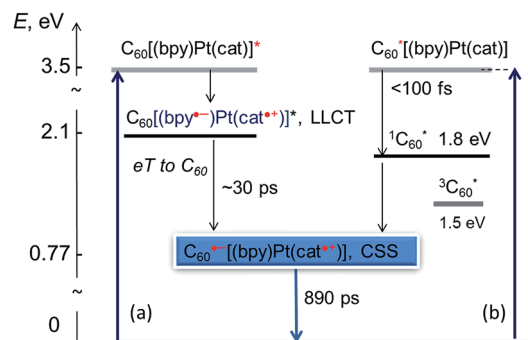 E, eV
C₆₀[(bpy)Pt(cat)]*
C₆₀*[(bpy)Pt(cat)]
3.5
~
<100 fs
C₆₀[(bpy•−)Pt(cat•+)]*, LLCT
2.1
¹C₆₀* 1.8 eV
eT to C₆₀
~30 ps
³C₆₀*
1.5 eV
0.77
C₆₀•−[(bpy)Pt(cat•+)], CSS
~
890 ps
(a)
(b)
0